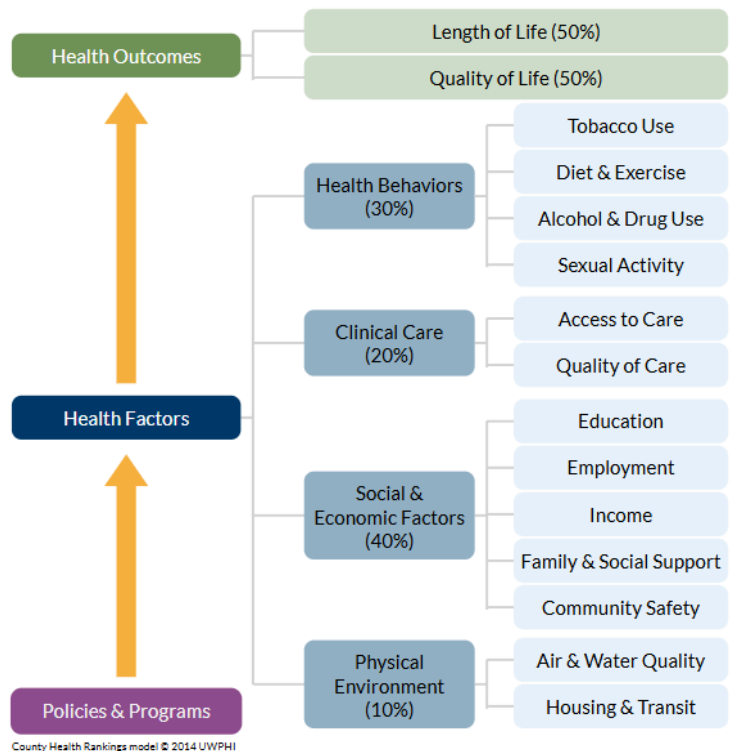 Health Outcomes
Length of Life (50%)
Quality of Life (50%)
Health Factors
Health Behaviors
(30%)
Tobacco Use
Diet & Exercise
Alcohol & Drug Use
Sexual Activity
Clinical Care
(20%)
Access to Care
Quality of Care
Social &
Economic Factors
(40%)
Education
Employment
Income
Family & Social Support
Community Safety
Physical
Environment
(10%)
Air & Water Quality
Housing & Transit
Policies & Programs
County Health Rankings model © 2014 UWPHI